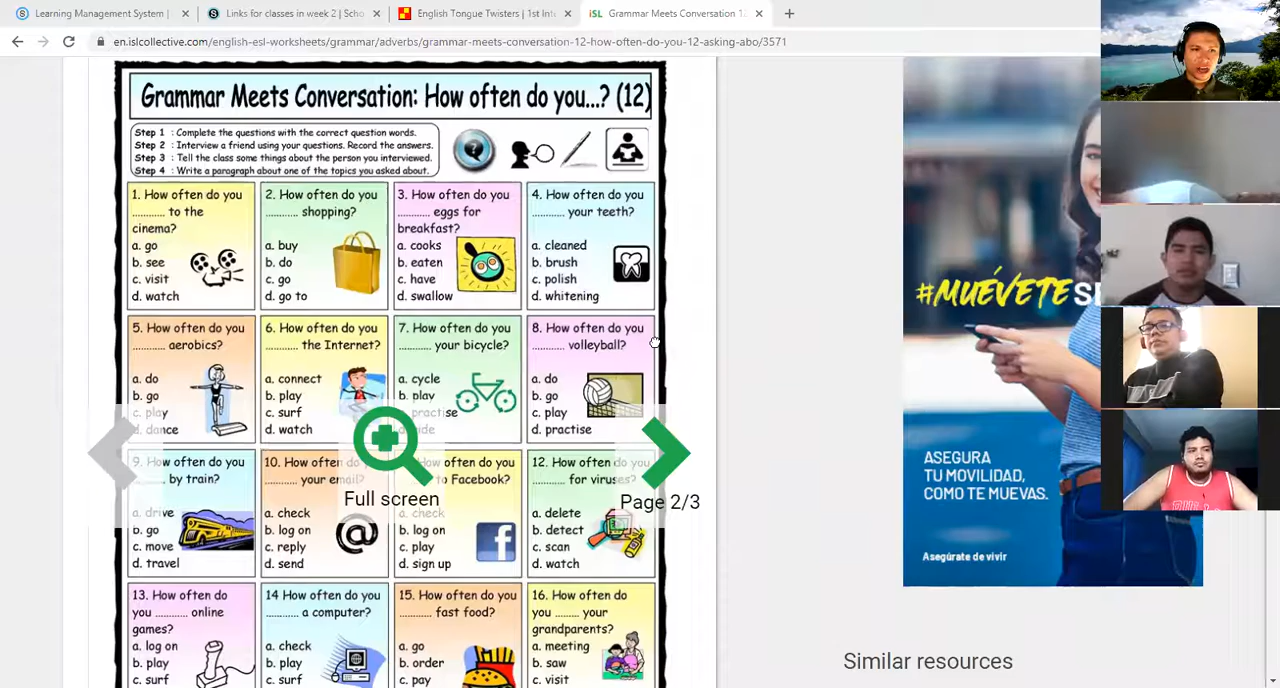 Learning Management System |
Links for classes in week 2 | Scho
English Tongue Twisters | 1st Inte
iSL Grammar Meets Conversation 12
en.islcollective.com/english-esl-worksheets/grammar/adverbs/grammar-meets-conversation-12-how-often-do-you-12-asking-abo/3571
Grammar Meets Conversation: How often do you...? (12)
Step 1 : Complete the questions with the correct question words.
Step 2 : Interview a friend using your questions. Record the answers.
Step 3 : Tell the class some things about the person you interviewed.
Step 4 : Write a paragraph about one of the topics you asked about.
1. How often do you
........... to the
cinema?
a. go
b. see
c. visit
d. watch
2. How often do you
........... shopping?
a. buy
b. do
c. go
d. go to
3. How often do you
........... eggs for
breakfast?
a. cooks
b. eaten
c. have
d. swallow
4. How often do you
........... your teeth?
a. cleaned
b. brush
c. polish
d. whitening
5. How often do you
........... aerobics?
a. do
b. go
c. play
d. dance
6. How often do you
........... the Internet?
a. connect
b. play
c. surf
d. watch
7. How often do you
........... your bicycle?
a. cycle
b. play
c. practise
8. How often do you
........... volleyball?
a. do
b. go
c. play
d. practise
9. How often do you
by train?
a. drive
b. go
c. move
d. travel
10. How often do
........... your email?
a. check
b. log on
c. reply
d. send
How often do you
to Facebook?
a. check
b. log on
c. play
d. sign up
12. How often do you
........... for viruses?
a. delete
b. detect
c. scan
d. watch
13. How often do
you ........... online
games?
a. log on
b. play
c. surf
14 How often do you
........... a computer?
a. check
b. play
c. surf
15. How often do you
........... fast food?
a. go
b. order
c. pay
16. How often do
you ......... your
grandparents?
a. meeting
b. saw
c. visit
Full screen
Page 2/3
#MUÉVETE
ASEGURA
TU MOVILIDAD,
COMO TE MUEVAS.
Asegúrate de vivir
Similar resources